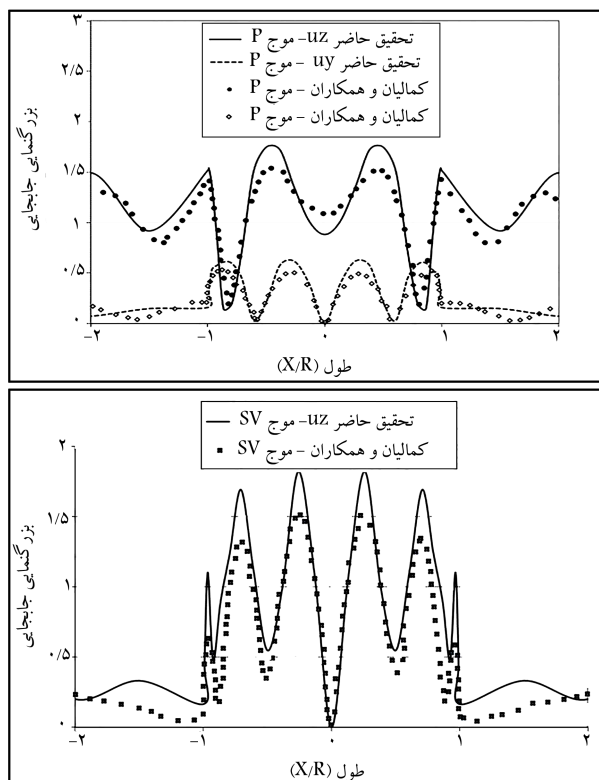 ۳
۲/۵
۲
۱/۵
۱
۰/۵
۰
بزرگنمایی جابجایی
تحقیق حاضر uz- موج P
تحقیق حاضر uy - موج P
کمالیان و همکاران - موج P
کمالیان و همکاران - موج P
-۲ -۱ ۰ ۱ ۲
طول (X/R)
تحقیق حاضر uz- موج SV
کمالیان و همکاران - موج SV
۲
۱/۵
۱
۰/۵
۰
بزرگنمایی جابجایی
-۲ -۱ ۰ ۱ ۲
طول (X/R)